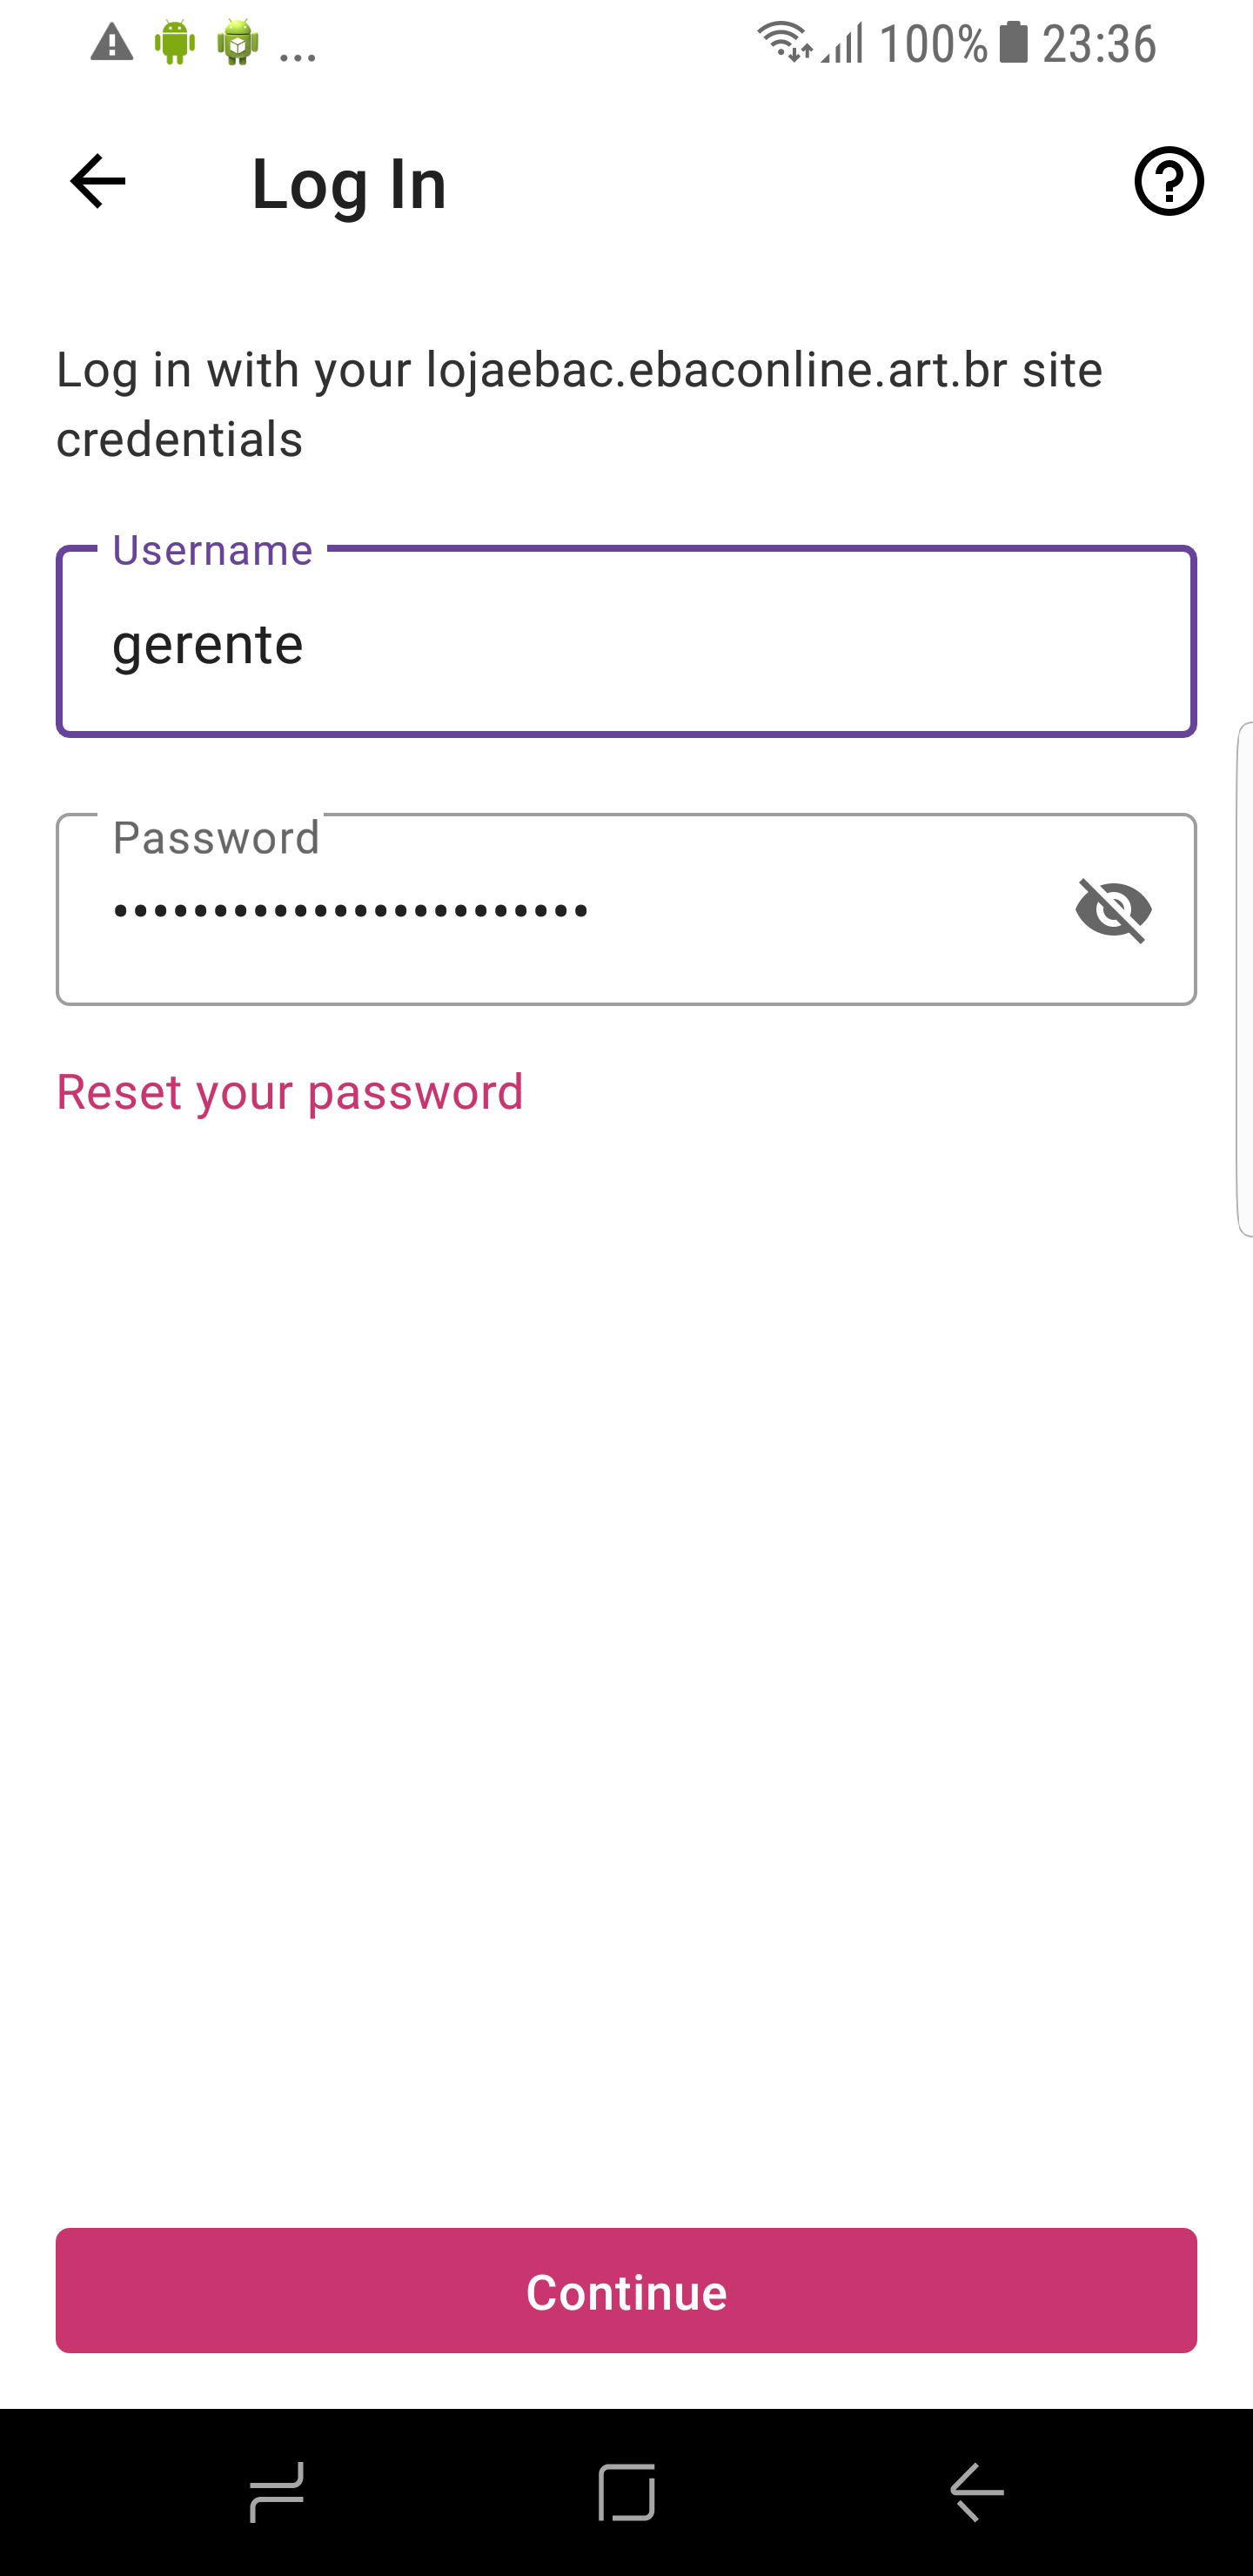 ... 100% 23:36
Log In
Log in with your lojaebac.ebaconline.art.br site
credentials
Username
gerente
Password
••••••••••••••••••••••••
Reset your password
Continue